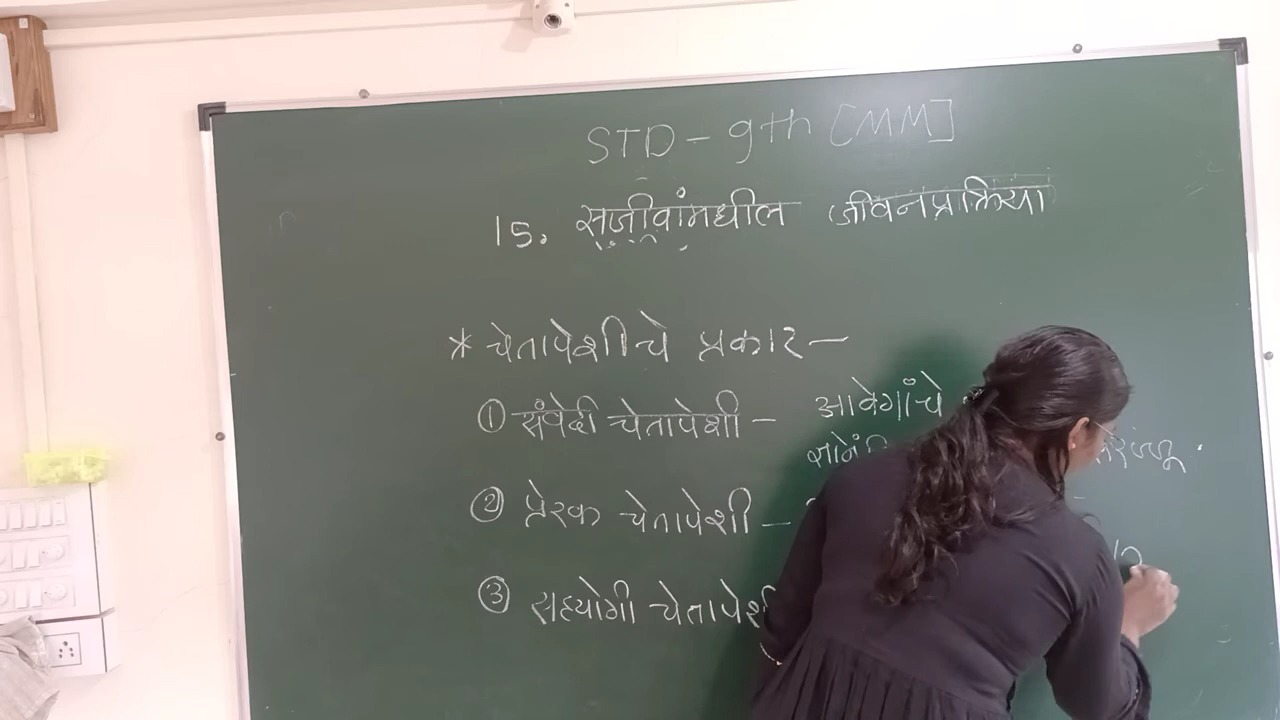 STD - 9th [MM]
15. सजीवांमधील जीवनप्रक्रिया
* चेतापेशीचे प्रकार -
① संवेदी चेतापेशी - आवेगांचे
② प्रेरक चेतापेशी -
③ सहयोगी चेतापेशी